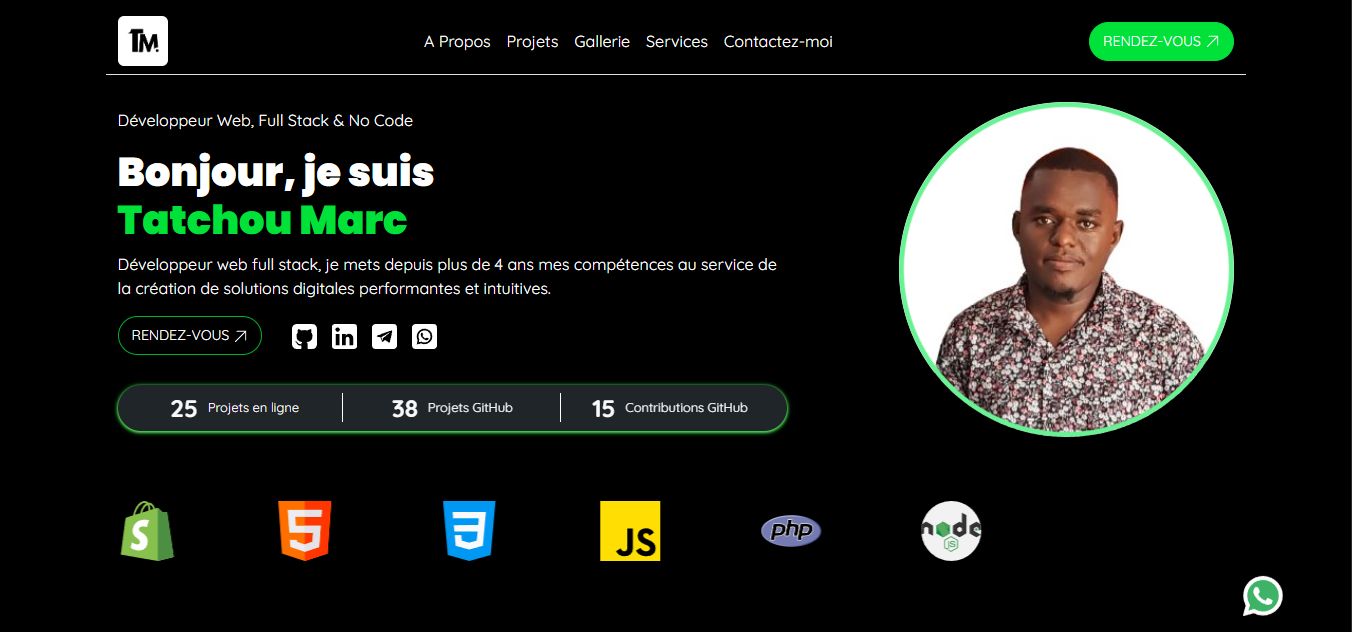 TM.
A Propos Projets Gallerie Services Contactez-moi
RENDEZ-VOUS
Développeur Web, Full Stack & No Code
Bonjour, je suis
Tatchou Marc
Développeur web full stack, je mets depuis plus de 4 ans mes compétences au service de
la création de solutions digitales performantes et intuitives.
RENDEZ-VOUS
in
25 Projets en ligne
38 Projets GitHub
15 Contributions GitHub
S
5
3
JS
php
node
JS